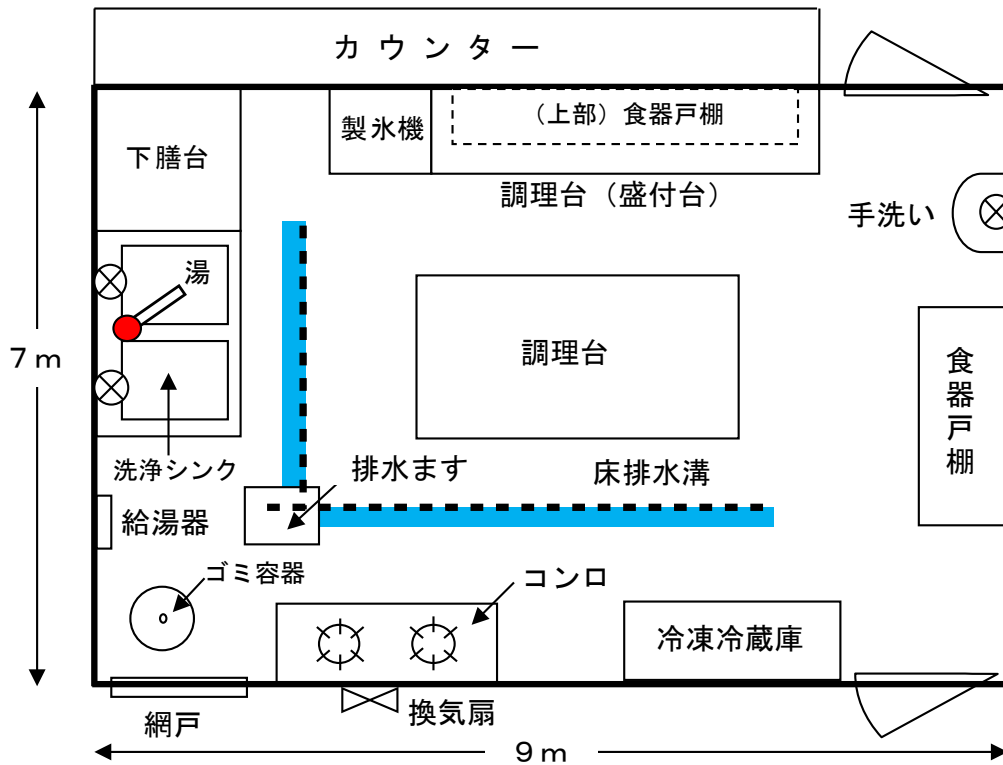 カウンター
製氷機
（上部）食器戸棚
下膳台
調理台（盛付台）
手洗い
湯
7ｍ
調理台
食器戸棚
洗浄シンク
排水ます
床排水溝
給湯器
ゴミ容器
コンロ
冷凍冷蔵庫
網戸
換気扇
9ｍ